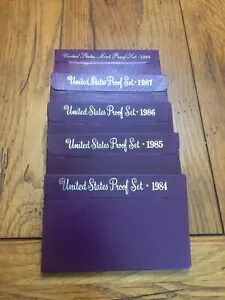 United States Mint Proof Set • 1988
United States Proof Set • 1987
United States Proof Set • 1986
United States Proof Set • 1985
United States Proof Set • 1984